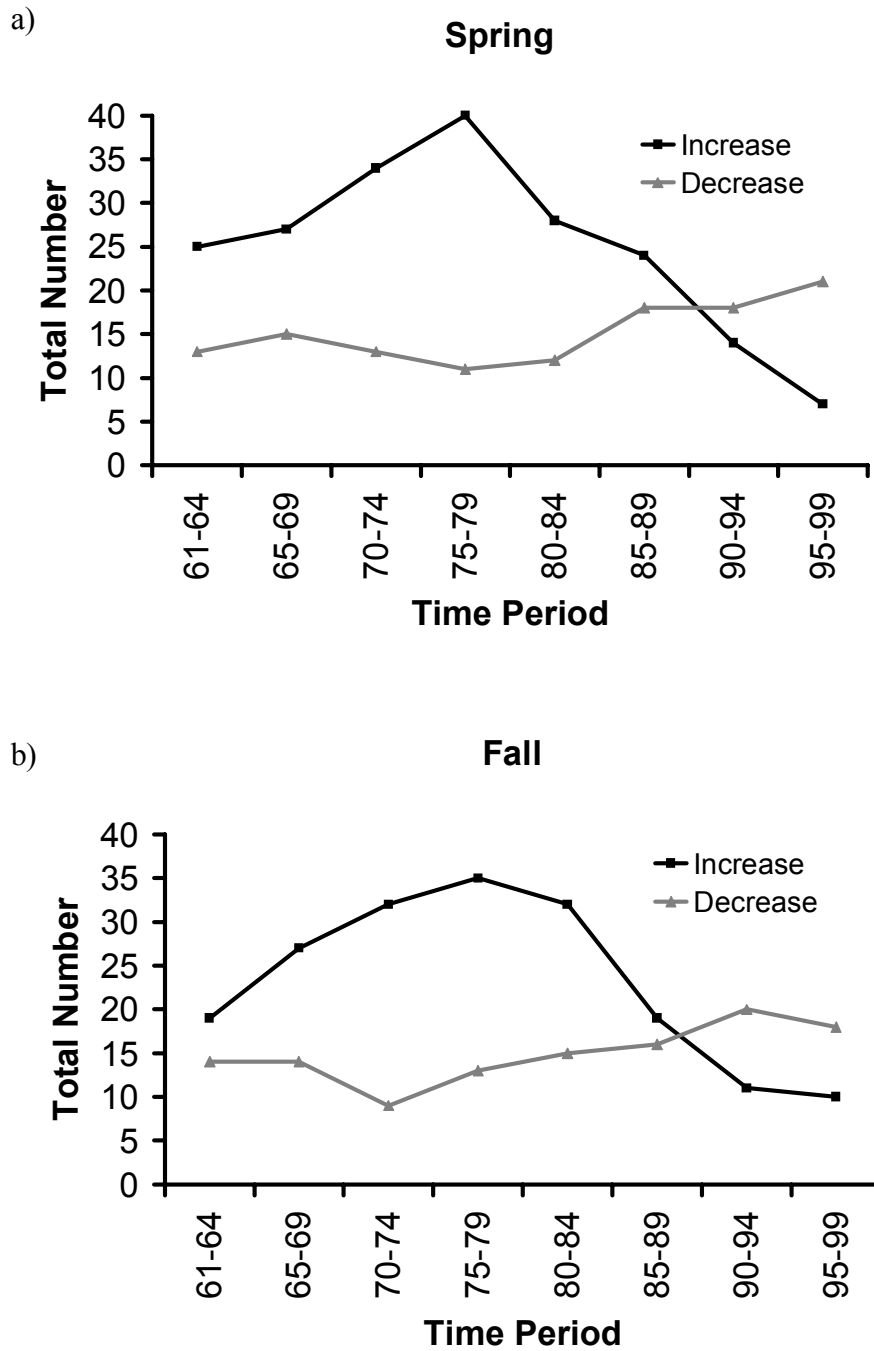 a)
Spring
40
35
30
25
20
15
10
5
0
Total Number
Increase
Decrease
61-64
65-69
70-74
75-79
80-84
85-89
90-94
95-99
Time Period
b)
Fall
40
35
30
25
20
15
10
5
0
Total Number
Increase
Decrease
61-64
65-69
70-74
75-79
80-84
85-89
90-94
95-99
Time Period